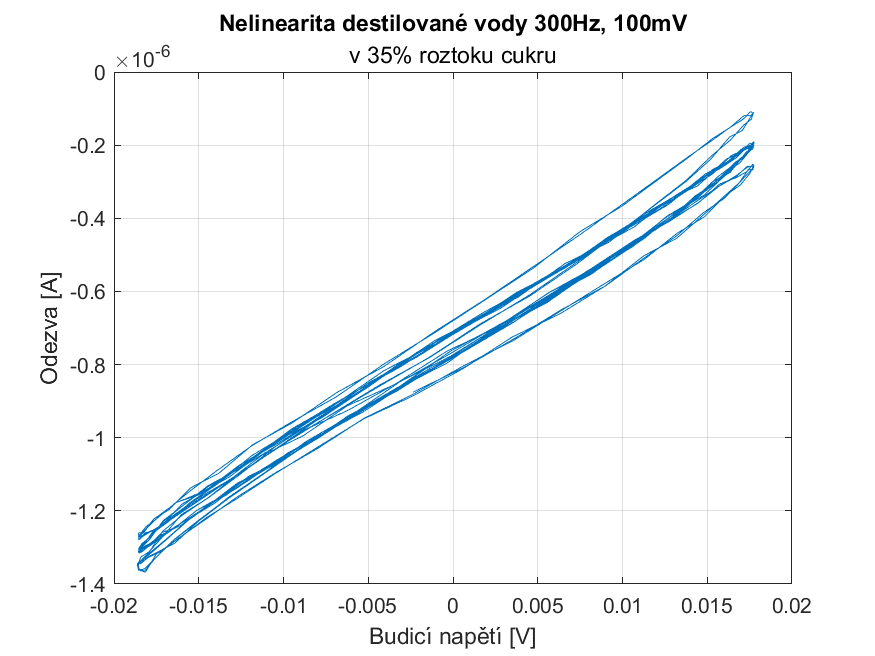 Nelinearita destilované vody 300Hz, 100mV
v 35% roztoku cukru
×10-6
0
-0.2
-0.4
-0.6
-0.8
-1
-1.2
-1.4
Odezva [A]
-0.02 -0.015 -0.01 -0.005 0 0.005 0.01 0.015 0.02
Budicí napětí [V]